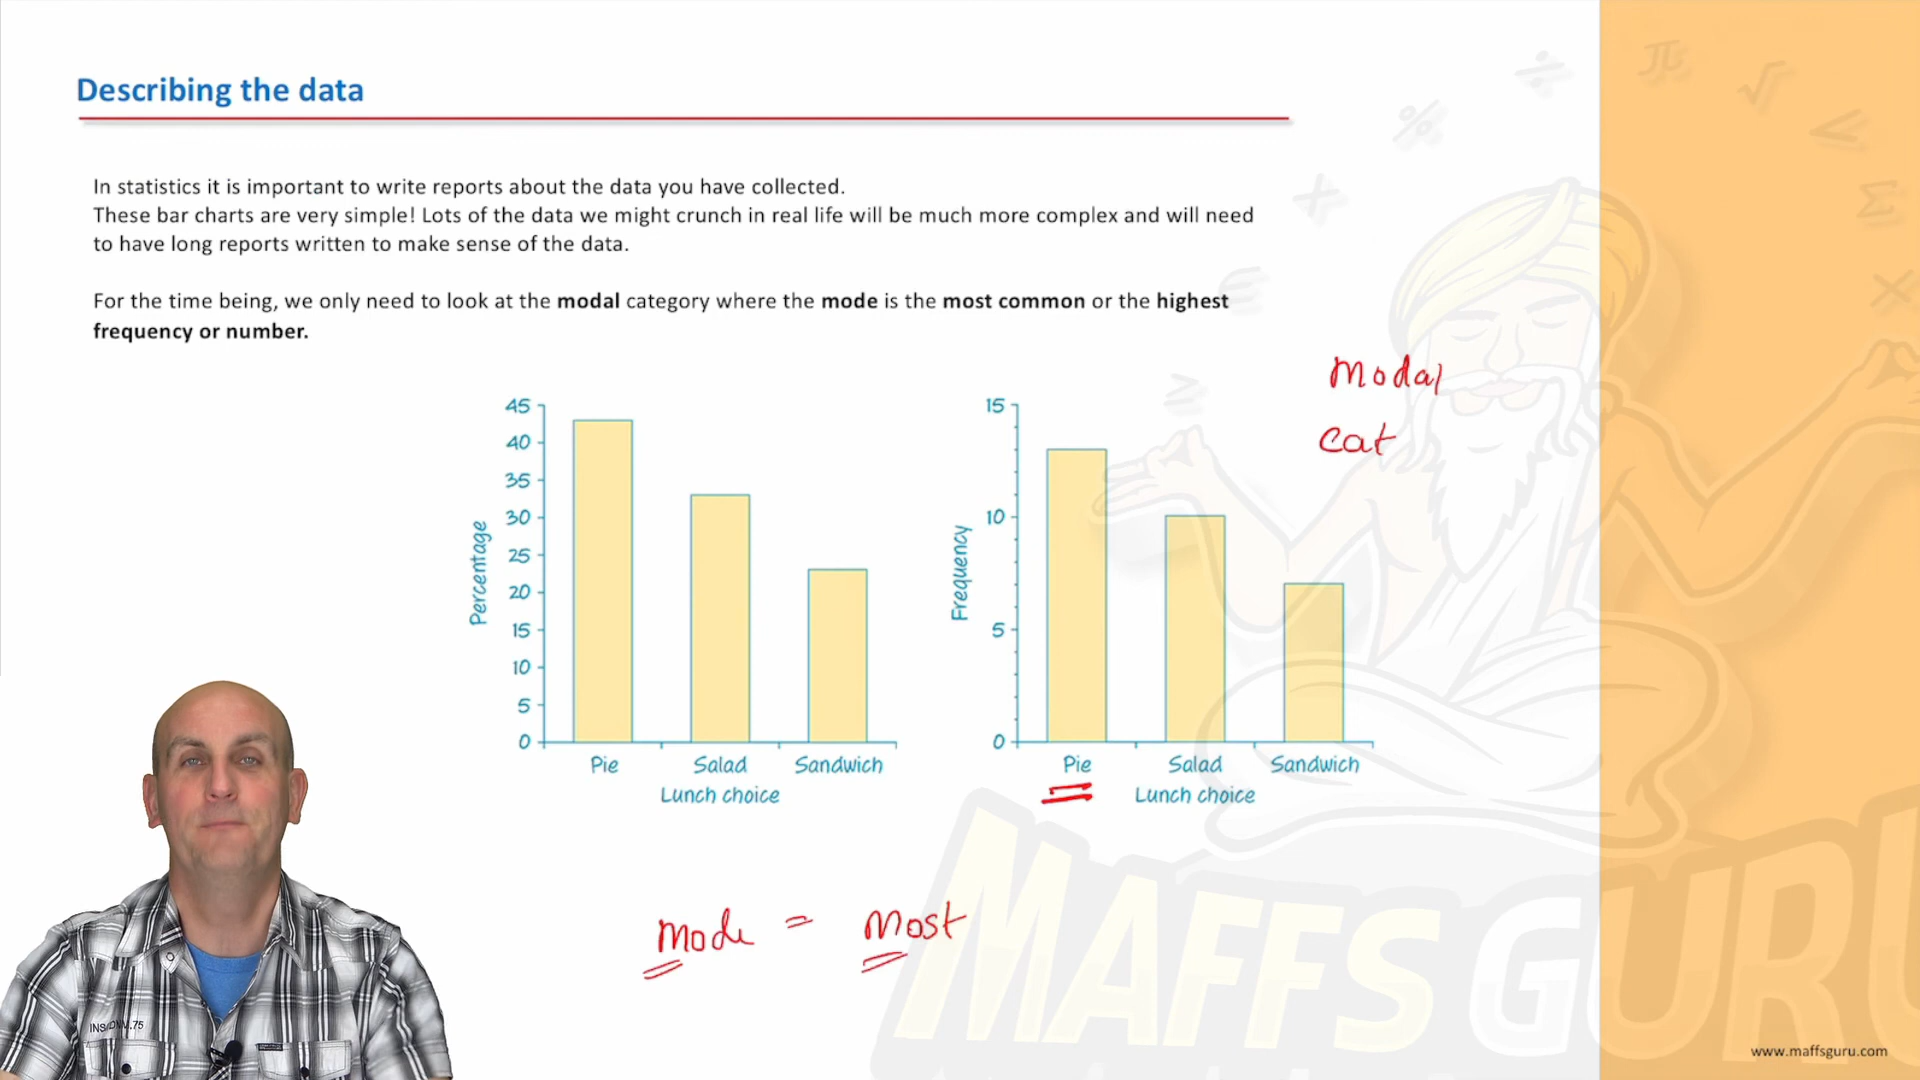 Describing the data
In statistics it is important to write reports about the data you have collected.
These bar charts are very simple! Lots of the data we might crunch in real life will be much more complex and will need
to have long reports written to make sense of the data.
For the time being, we only need to look at the modal category where the mode is the most common or the highest
frequency or number.
Modal
cat
45
40
35
30
25
20
15
10
5
0
Percentage
Pie
Salad
Sandwich
Lunch choice
15
10
5
0
Frequency
Pie
Salad
Sandwich
Lunch choice
Mode = Most
MAFFS GURU
www.maffsguru.com